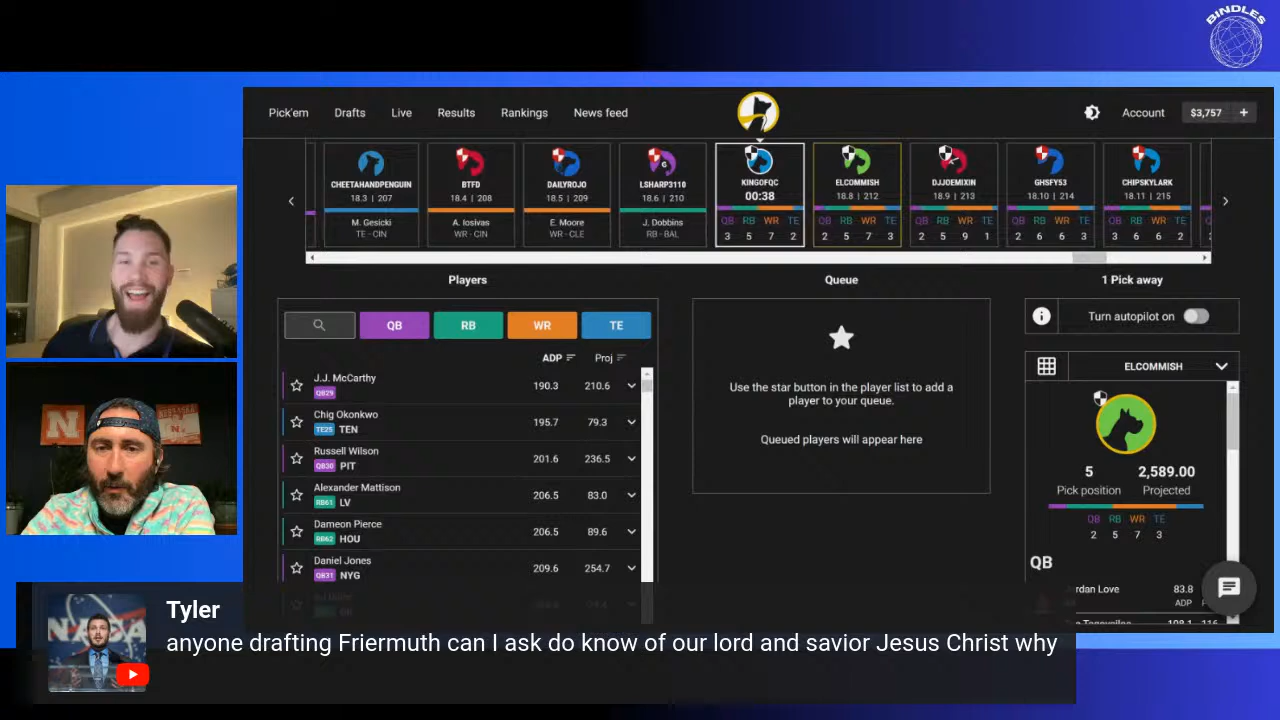 BINDLES
Pick'em Drafts Live Results Rankings News feed
Account $3,757 +
CHEETAHANDPENGUIN
18.3 | 207
M. Gesicki
TE - CIN
BTFD
18.4 | 208
A. Iosivas
WR - CIN
DAILYROJO
18.5 | 209
E. Moore
WR - CLE
LSHARP3110
18.6 | 210
J. Dobbins
RB - BAL
KINGOFQC
00:38
QB RB WR TE
3 5 7 2
ELCOMMISH
18.8 | 212
QB RB WR TE
2 5 7 3
DJJOEMIXIN
18.9 | 213
QB RB WR TE
2 5 9 1
GHSFY53
18.10 | 214
QB RB WR TE
2 6 6 3
CHIPSKYLARK
18.11 | 215
QB RB WR TE
3 6 6 2
Players
QB RB WR TE
ADP Proj
J.J. McCarthy
QB29
190.3 210.6
Chig Okonkwo
TE25 TEN
195.7 79.3
Russell Wilson
QB30 PIT
201.6 236.5
Alexander Mattison
RB61 LV
206.5 83.0
Dameon Pierce
RB62 HOU
206.5 89.6
Daniel Jones
QB31 NYG
209.6 254.7
Queue
Use the star button in the player list to add a
player to your queue.
Queued players will appear here
1 Pick away
Turn autopilot on
ELCOMMISH
5 2,589.00
Pick position Projected
QB RB WR TE
2 5 7 3
QB
rdan Love 83.8
ADP
N
NASA
Tyler
anyone drafting Friermuth can I ask do know of our lord and savior Jesus Christ why